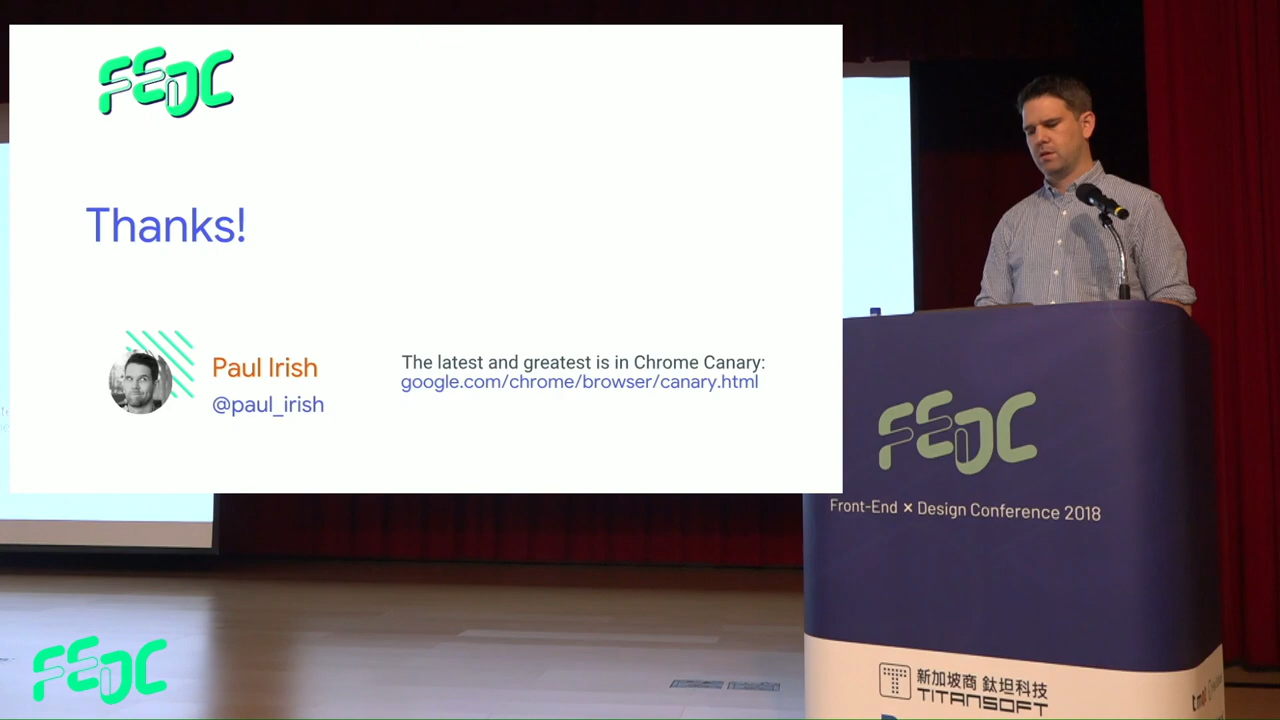 FEDC
Thanks!
Paul Irish
@paul_irish
The latest and greatest is in Chrome Canary:
google.com/chrome/browser/canary.html
FEDC
Front-End × Design Conference 2018
新加坡商 鈦坦科技
TITANSOFT
FEDC